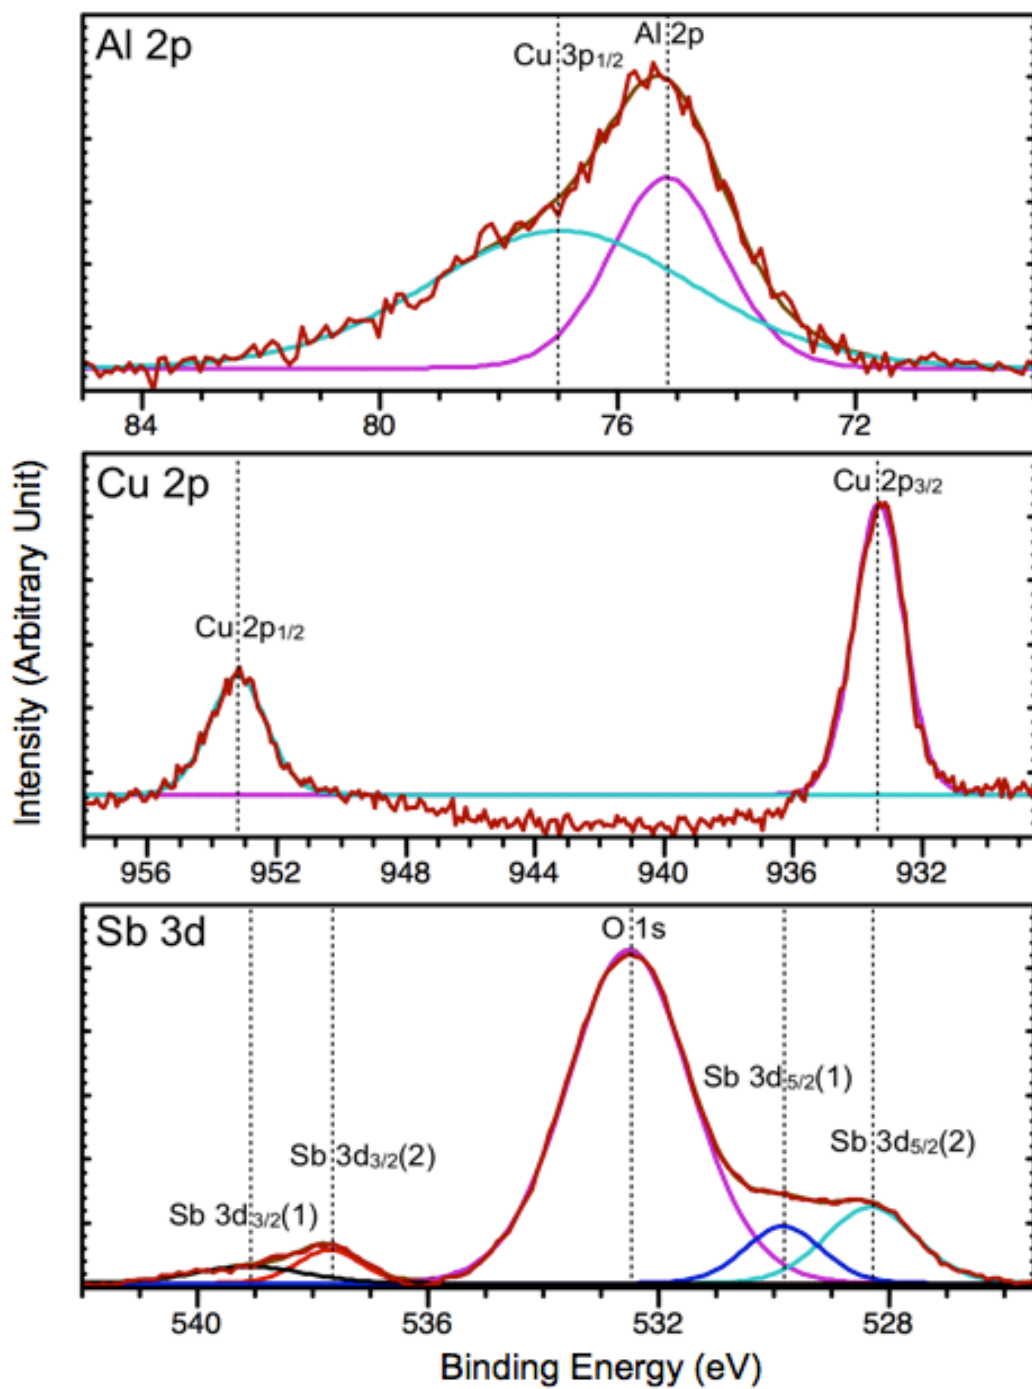 Al 2p
Cu 3p1/2
Al 2p
84 80 76 72
Cu 2p
Cu 2p1/2
Cu 2p3/2
956 952 948 944 940 936 932
Sb 3d
Sb 3d3/2(1)
Sb 3d3/2(2)
O 1s
Sb 3d5/2(1)
Sb 3d5/2(2)
540 536 532 528
Intensity (Arbitrary Unit)
Binding Energy (eV)